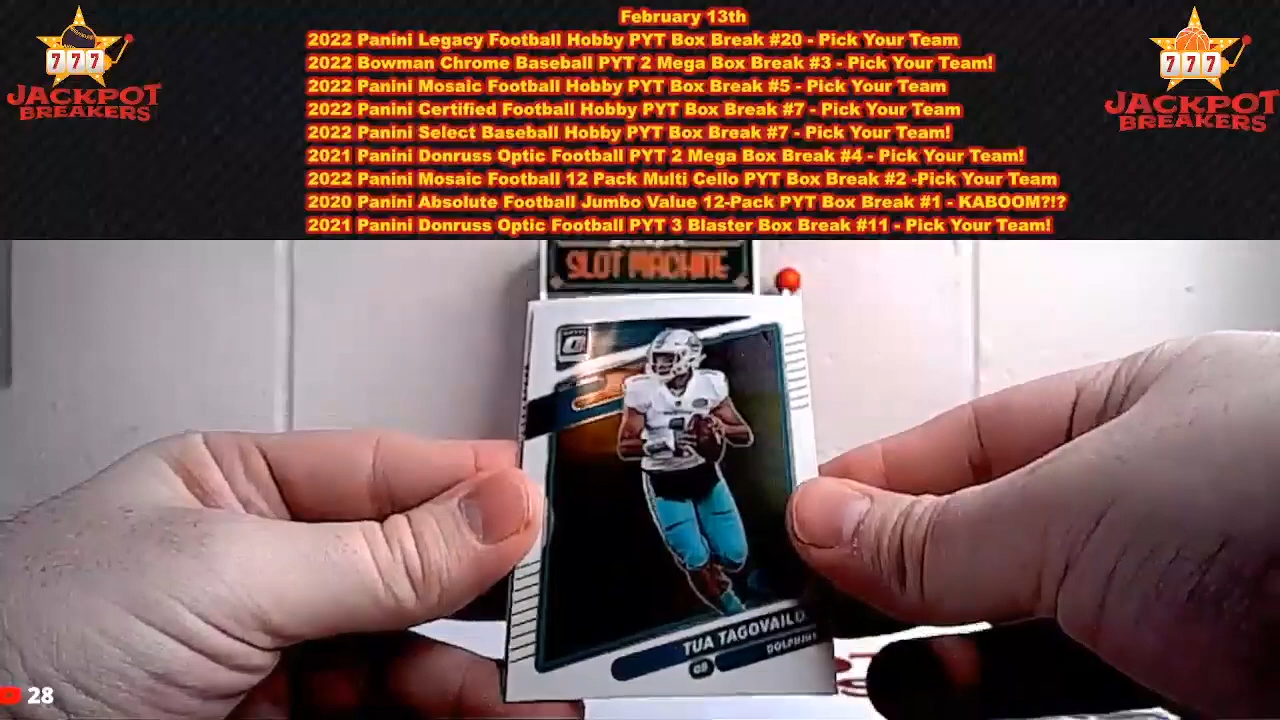 February 13th
2022 Panini Legacy Football Hobby PYT Box Break #20 - Pick Your Team
2022 Bowman Chrome Baseball PYT 2 Mega Box Break #3 - Pick Your Team!
2022 Panini Mosaic Football Hobby PYT Box Break #5 - Pick Your Team
2022 Panini Certified Football Hobby PYT Box Break #7 - Pick Your Team
2022 Panini Select Baseball Hobby PYT Box Break #7 - Pick Your Team!
2021 Panini Donruss Optic Football PYT 2 Mega Box Break #4 - Pick Your Team!
2022 Panini Mosaic Football 12 Pack Multi Cello PYT Box Break #2 -Pick Your Team
2020 Panini Absolute Football Jumbo Value 12-Pack PYT Box Break #1 - KABOOM?!?
2021 Panini Donruss Optic Football PYT 3 Blaster Box Break #11 - Pick Your Team!
777
JACKPOT
BREAKERS
777
JACKPOT
BREAKERS
SLOT MACHINE
TUA TAGOVAILO
QB
DOLPHINS
28